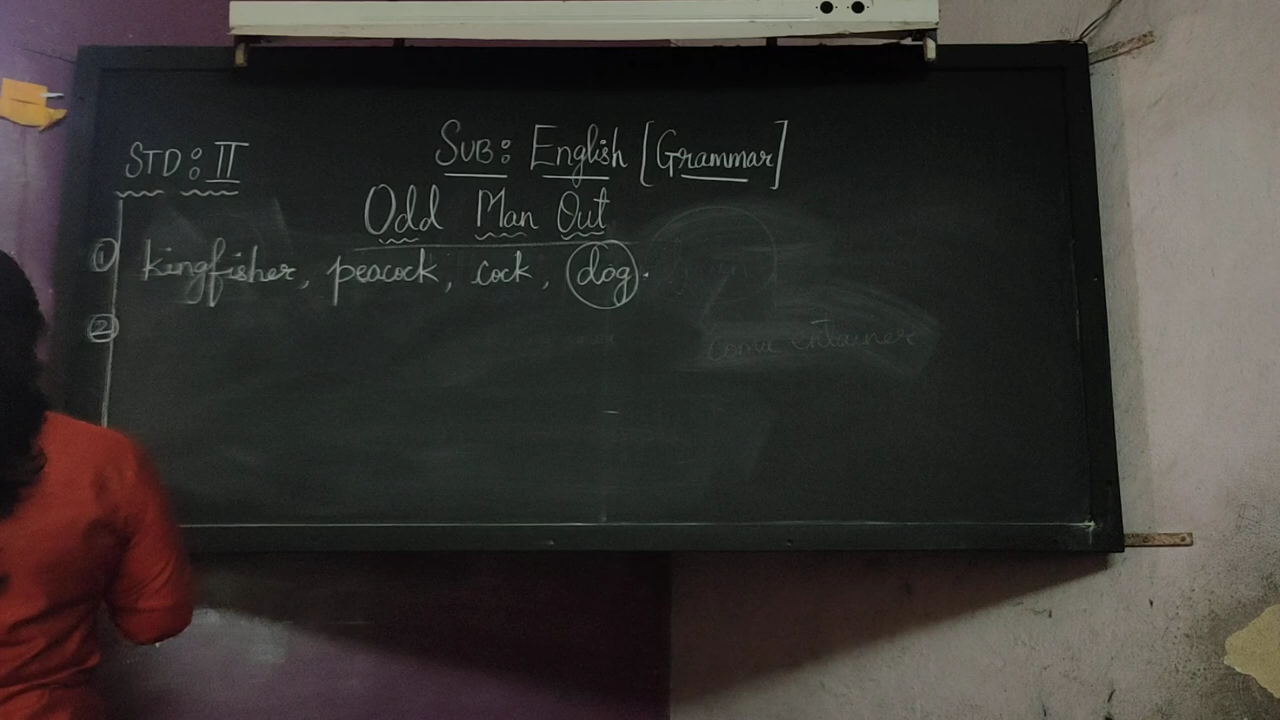 STD: II
SUB: English [Grammar]
Odd Man Out
① kingfisher, peacock, cock, dog.
②